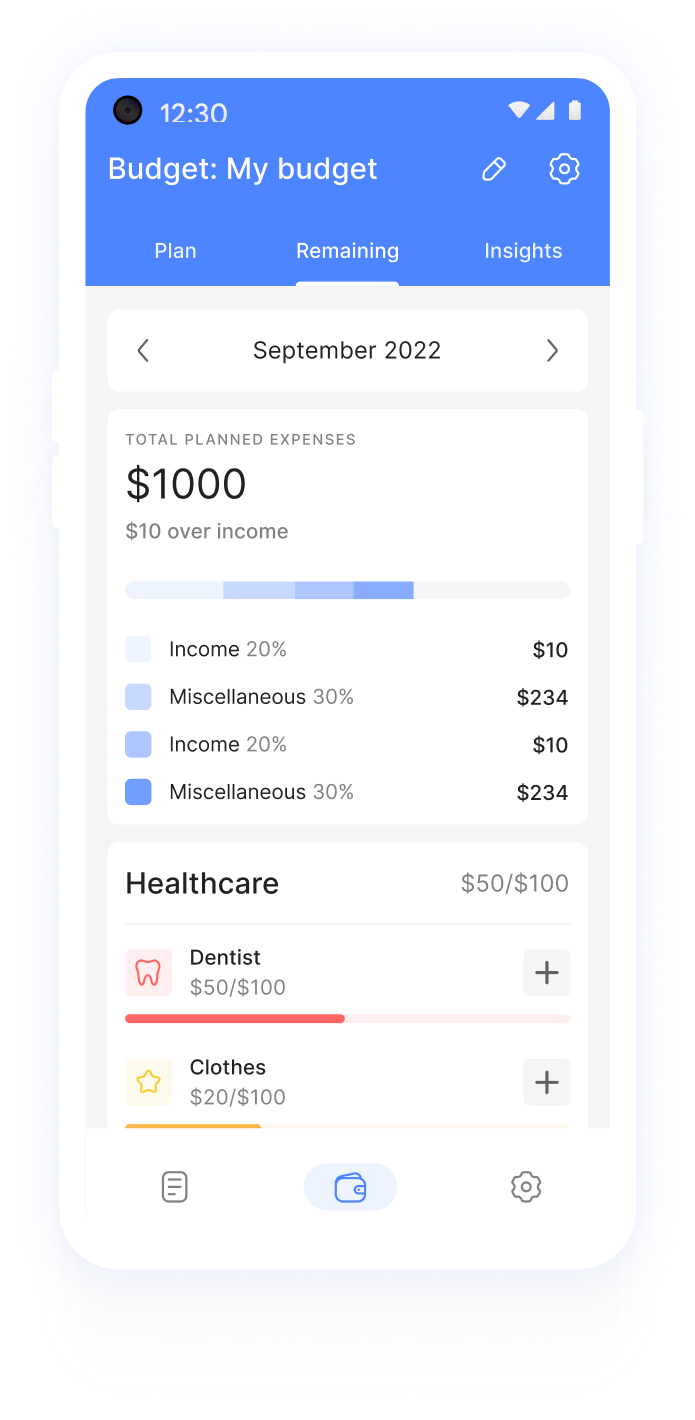 12:30
Budget: My budget
Plan Remaining Insights
September 2022
TOTAL PLANNED EXPENSES
$1000
$10 over income
Income 20% $10
Miscellaneous 30% $234
Income 20% $10
Miscellaneous 30% $234
Healthcare $50/$100
Dentist
$50/$100
Clothes
$20/$100